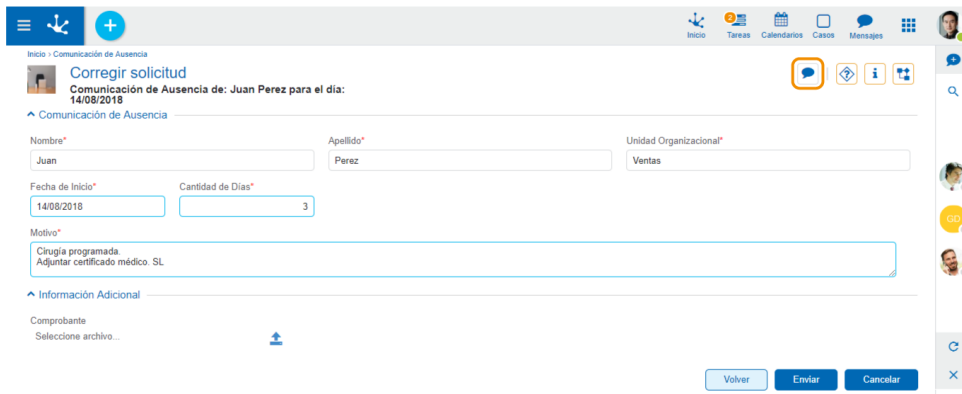 2
Inicio
Tareas
Calendarios
Casos
Mensajes
Inicio › Comunicación de Ausencia
Corregir solicitud
Comunicación de Ausencia de: Juan Perez para el día:
14/08/2018
Comunicación de Ausencia
Nombre*
Apellido*
Unidad Organizacional*
Juan
Perez
Ventas
Fecha de Inicio*
Cantidad de Días*
14/08/2018
3
Motivo*
Cirugía programada.
Adjuntar certificado médico. SL
GD
Información Adicional
Comprobante
Seleccione archivo...
Volver
Enviar
Cancelar